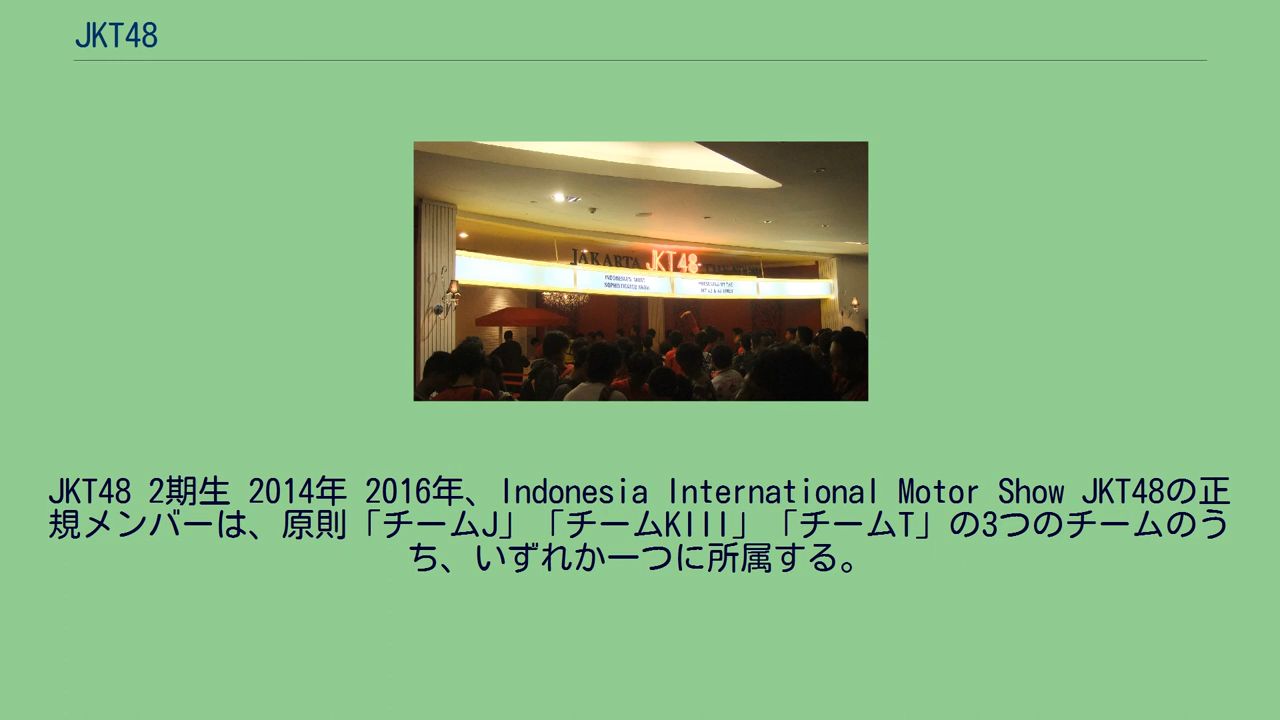 JKT48
JAKARTA JKT48
JKT48 2期生 2014年 2016年、Indonesia International Motor Show JKT48の正
規メンバーは、原則「チームJ」「チームKIII」「チームT」の3つのチームのう
ち、いずれか一つに所属する。